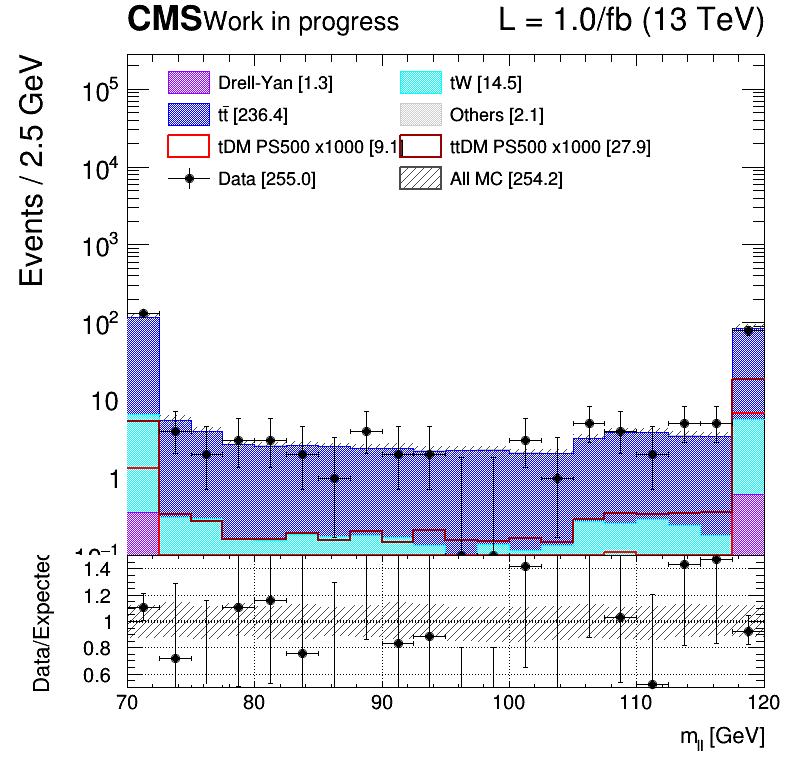 CMS Work in progress L = 1.0/fb (13 TeV)
Events / 2.5 GeV
10⁵
10⁴
10³
10²
10
1
10⁻¹
Drell-Yan [1.3] tW [14.5]
tt̄ [236.4] Others [2.1]
tDM PS500 x1000 [9.1] ttDM PS500 x1000 [27.9]
Data [255.0] All MC [254.2]
Data/Expected
1.4
1.2
1
0.8
0.6
70 80 90 100 110 120
m_ll [GeV]